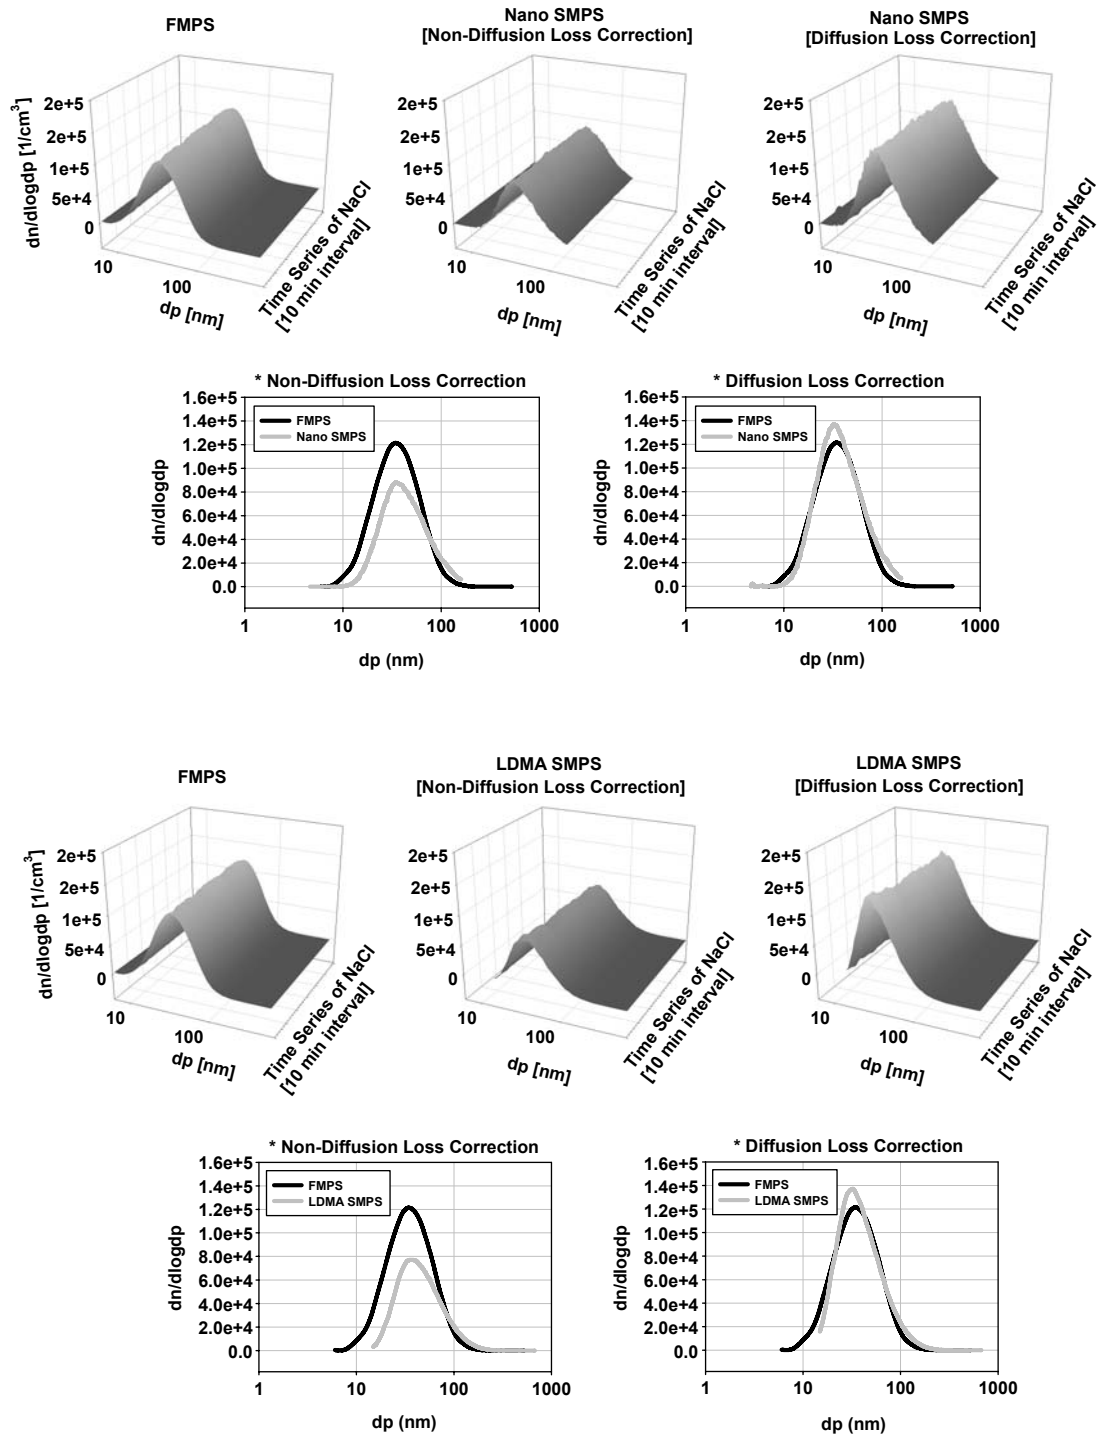 FMPS
Nano SMPS
[Non-Diffusion Loss Correction]
Nano SMPS
[Diffusion Loss Correction]
dn/dlogdp [1/cm³]
2e+5
2e+5
1e+5
5e+4
0
10
100
dp [nm]
Time Series of NaCl
[10 min interval]
2e+5
2e+5
1e+5
5e+4
0
10
100
dp [nm]
Time Series of NaCl
[10 min interval]
2e+5
2e+5
1e+5
5e+4
0
10
100
dp [nm]
Time Series of NaCl
[10 min interval]
* Non-Diffusion Loss Correction
dn/dlogdp
1.6e+5
1.4e+5
1.2e+5
1.0e+5
8.0e+4
6.0e+4
4.0e+4
2.0e+4
0.0
FMPS
Nano SMPS
1 10 100 1000
dp (nm)
* Diffusion Loss Correction
dn/dlogdp
1.6e+5
1.4e+5
1.2e+5
1.0e+5
8.0e+4
6.0e+4
4.0e+4
2.0e+4
0.0
FMPS
Nano SMPS
1 10 100 1000
dp (nm)
FMPS
LDMA SMPS
[Non-Diffusion Loss Correction]
LDMA SMPS
[Diffusion Loss Correction]
dn/dlogdp [1/cm³]
2e+5
2e+5
1e+5
5e+4
0
10
100
dp [nm]
Time Series of NaCl
[10 min interval]
2e+5
2e+5
1e+5
5e+4
0
10
100
dp [nm]
Time Series of NaCl
[10 min interval]
2e+5
2e+5
1e+5
5e+4
0
10
100
dp [nm]
Time Series of NaCl
[10 min interval]
* Non-Diffusion Loss Correction
dn/dlogdp
1.6e+5
1.4e+5
1.2e+5
1.0e+5
8.0e+4
6.0e+4
4.0e+4
2.0e+4
0.0
FMPS
LDMA SMPS
1 10 100 1000
dp (nm)
* Diffusion Loss Correction
dn/dlogdp
1.6e+5
1.4e+5
1.2e+5
1.0e+5
8.0e+4
6.0e+4
4.0e+4
2.0e+4
0.0
FMPS
LDMA SMPS
1 10 100 1000
dp (nm)